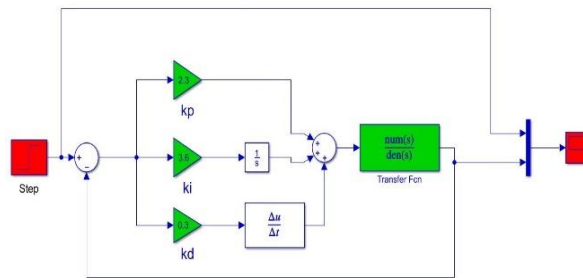 2.3
kp
Step
+
−
3.6
ki
1
s
+
+
+
num(s)
den(s)
Transfer Fcn
0.3
kd
Δu
Δt